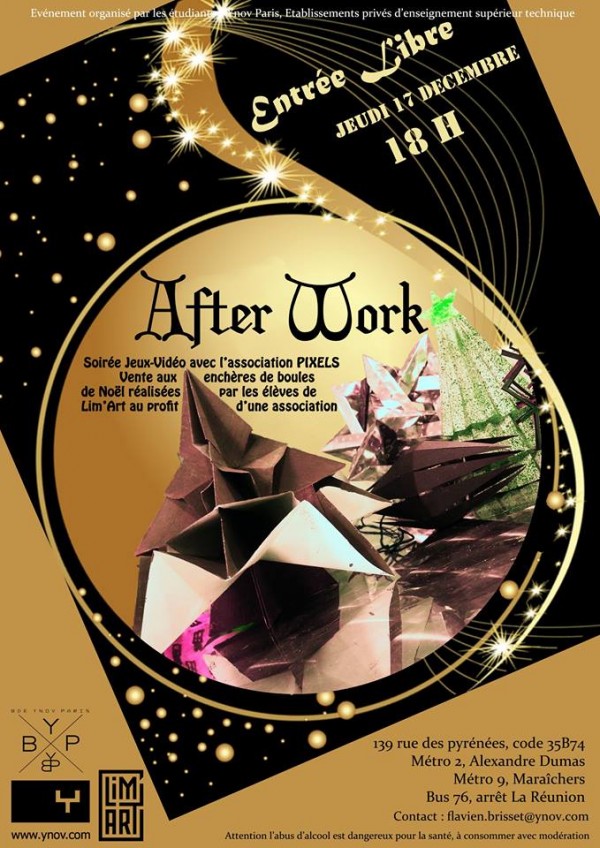 Evénement organisé par les étudiants Ynov Paris, Etablissements privés d'enseignement supérieur technique
Entrée Libre
JEUDI 17 DECEMBRE
18 H
After Work
Soirée Jeux-Vidéo avec l'association PIXELS
Vente aux enchères de boules
de Noël réalisées par les élèves de
Lim'Art au profit d'une association
BDE YNOV PARIS
Y
B P
139 rue des pyrénées, code 35B74
Métro 2, Alexandre Dumas
Métro 9, Maraîchers
Bus 76, arrêt La Réunion
Contact : flavien.brisset@ynov.com
Y
LIM
ART
www.ynov.com
Attention l'abus d'alcool est dangereux pour la santé, à consommer avec modération